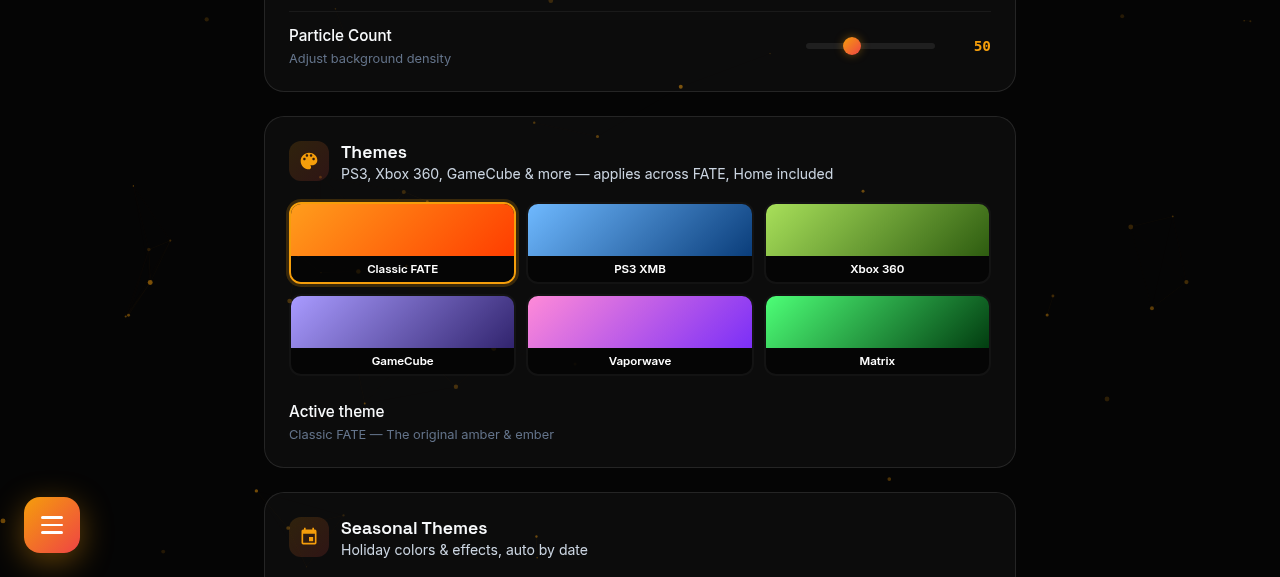 Particle Count
Adjust background density
50
Themes
PS3, Xbox 360, GameCube & more — applies across FATE, Home included
Classic FATE
PS3 XMB
Xbox 360
GameCube
Vaporwave
Matrix
Active theme
Classic FATE — The original amber & ember
Seasonal Themes
Holiday colors & effects, auto by date